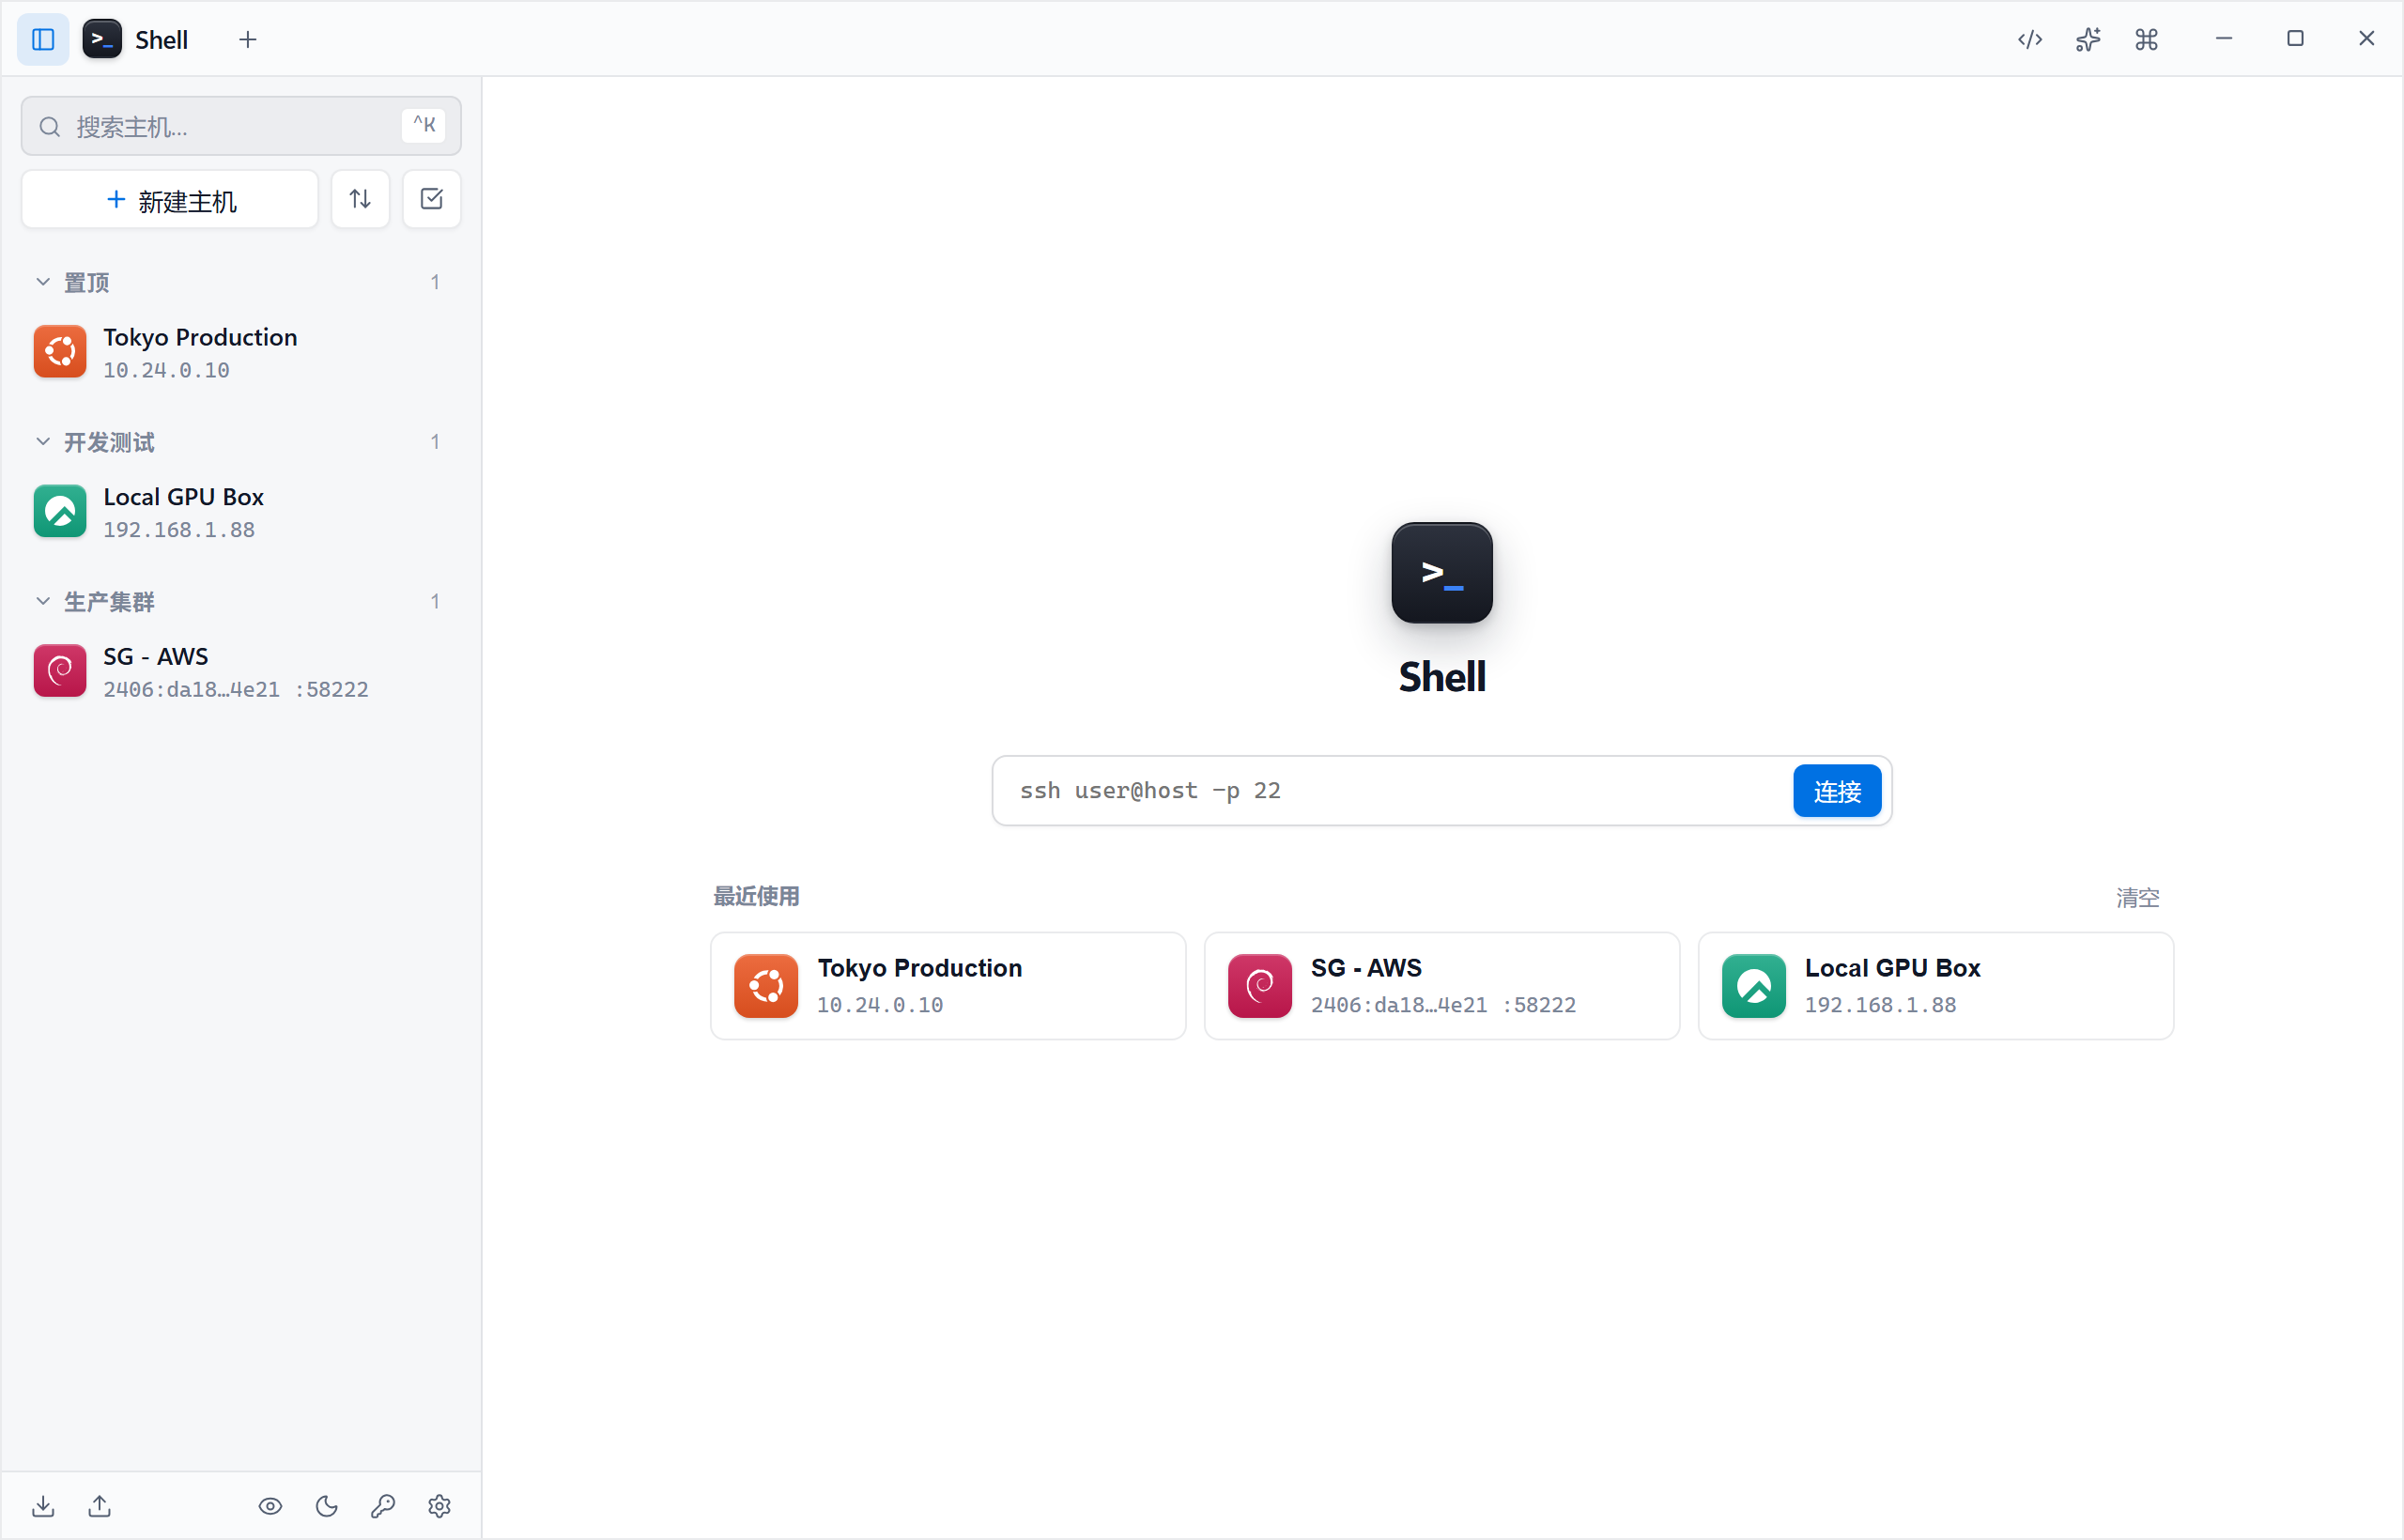 Shell
搜索主机...
^K
新建主机
置顶 1
Tokyo Production
10.24.0.10
开发测试 1
Local GPU Box
192.168.1.88
生产集群 1
SG - AWS
2406:da18…4e21 :58222
>_
Shell
ssh user@host -p 22
连接
最近使用
清空
Tokyo Production
10.24.0.10
SG - AWS
2406:da18…4e21 :58222
Local GPU Box
192.168.1.88